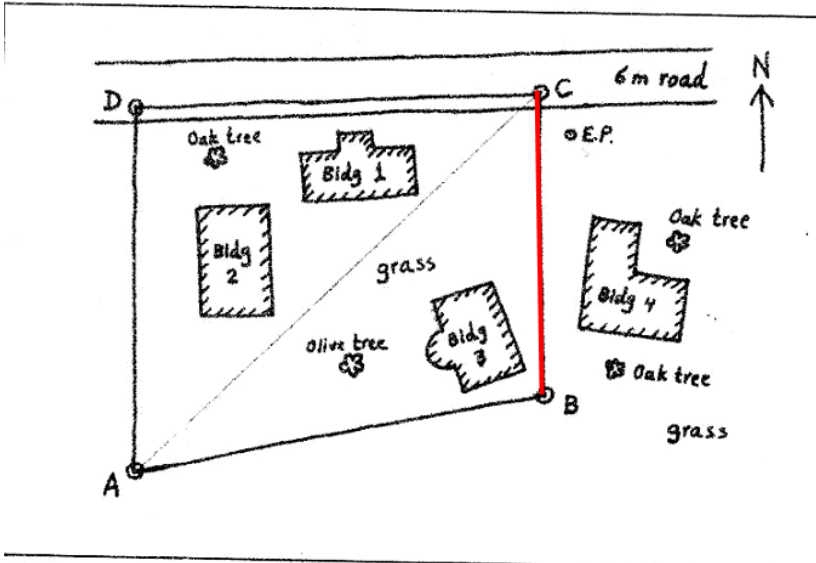 D
C
6 m road
N
Oak tree
E.P.
Bldg 1
Oak tree
Bldg
2
grass
Bldg 4
Olive tree
Bldg
3
Oak tree
B
grass
A